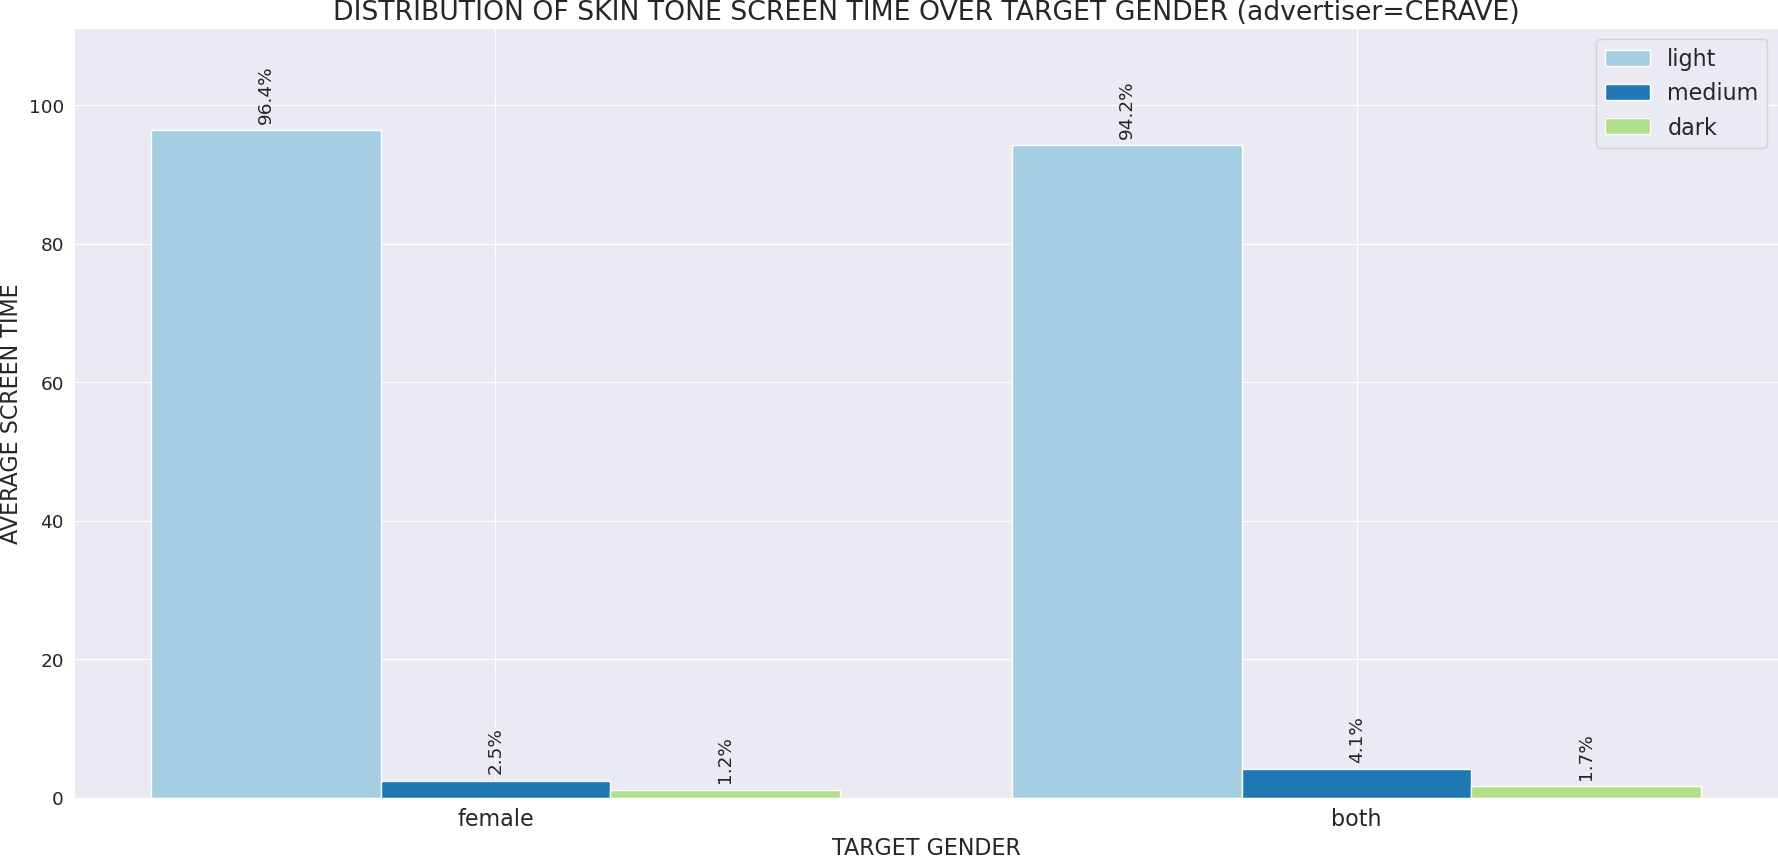 DISTRIBUTION OF SKIN TONE SCREEN TIME OVER TARGET GENDER (advertiser=CERAVE)
light
medium
dark
AVERAGE SCREEN TIME
100
80
60
40
20
0
96.4%
2.5%
1.2%
94.2%
4.1%
1.7%
female
both
TARGET GENDER